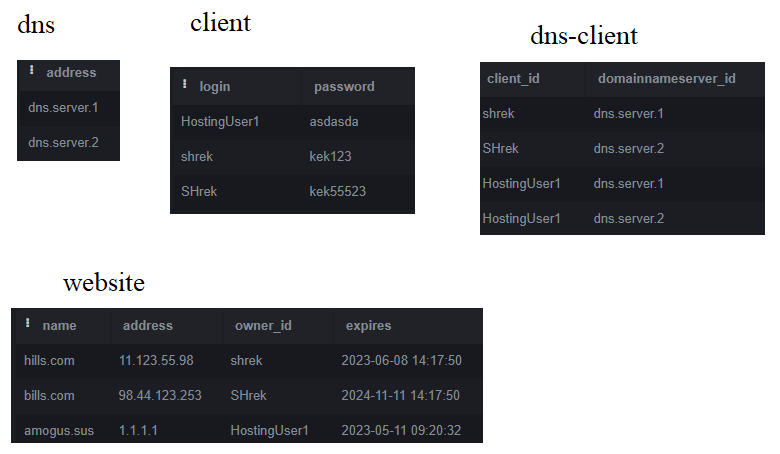 dns
address
dns.server.1
dns.server.2
client
login password
HostingUser1 asdasda
shrek kek123
SHrek kek55523
dns-client
client_id domainnameserver_id
shrek dns.server.1
SHrek dns.server.2
HostingUser1 dns.server.1
HostingUser1 dns.server.2
website
name address owner_id expires
hills.com 11.123.55.98 shrek 2023-06-08 14:17:50
bills.com 98.44.123.253 SHrek 2024-11-11 14:17:50
amogus.sus 1.1.1.1 HostingUser1 2023-05-11 09:20:32